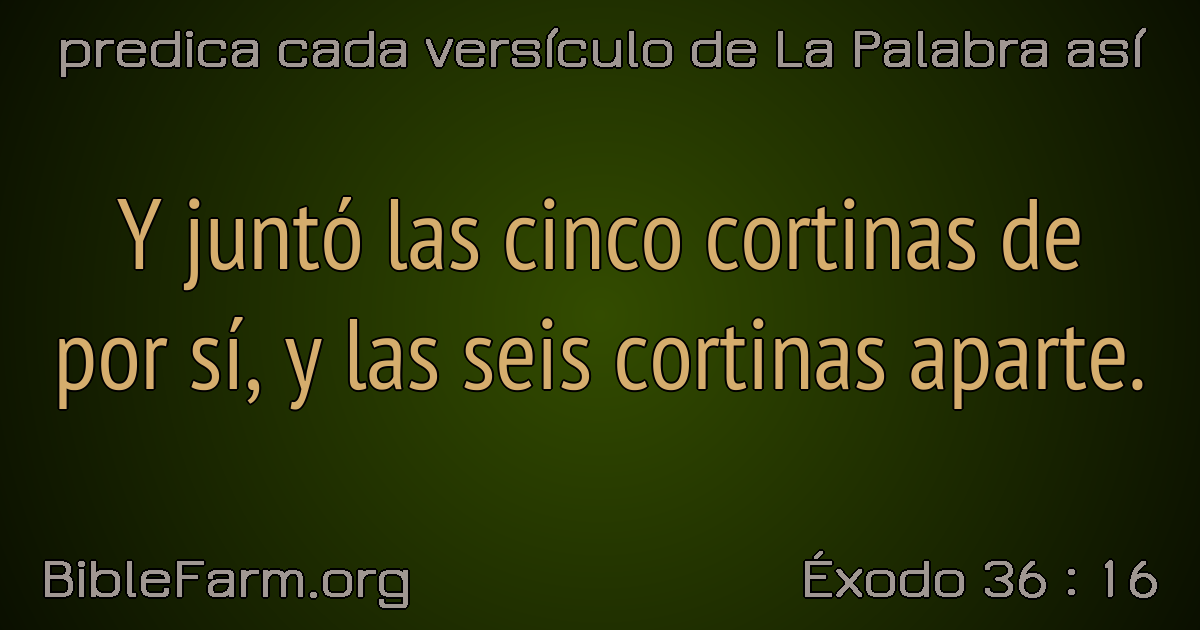 predica cada versículo de La Palabra así
Y juntó las cinco cortinas de
por sí, y las seis cortinas aparte.
BibleFarm.org
Éxodo 36 : 16